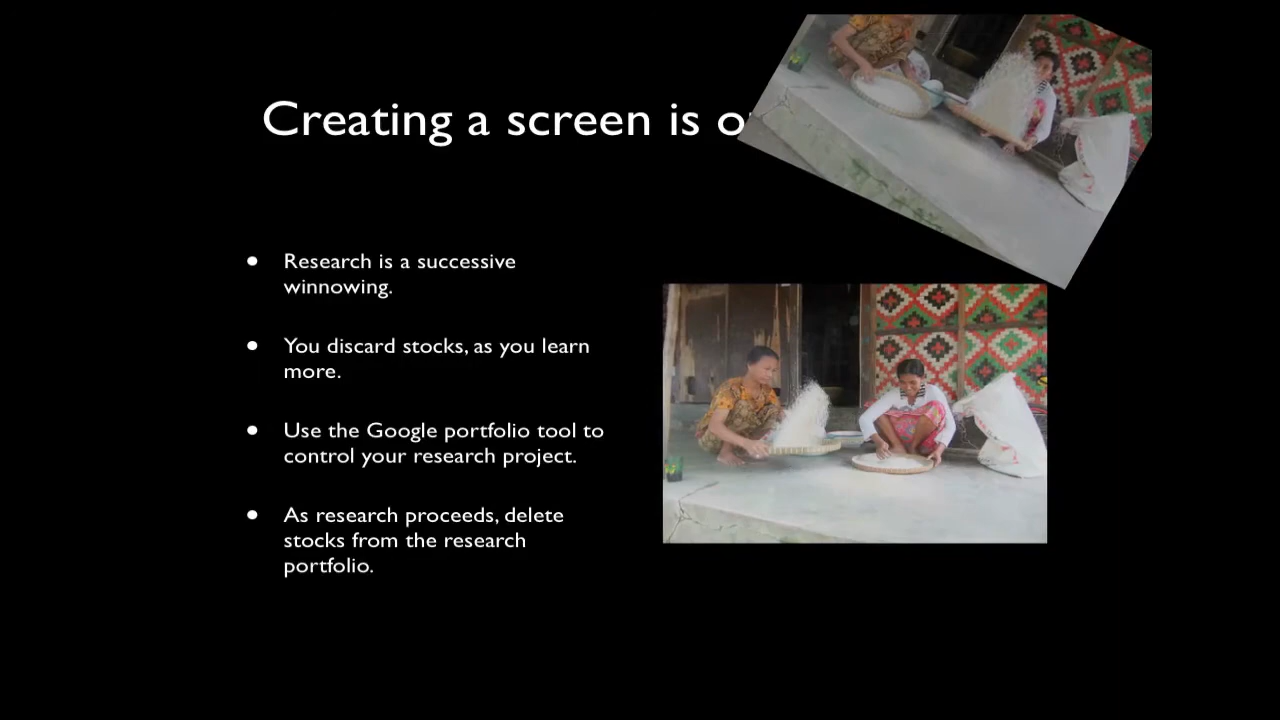 Creating a screen is
Research is a successive
winnowing.
You discard stocks, as you learn
more.
Use the Google portfolio tool to
control your research project.
As research proceeds, delete
stocks from the research
portfolio.